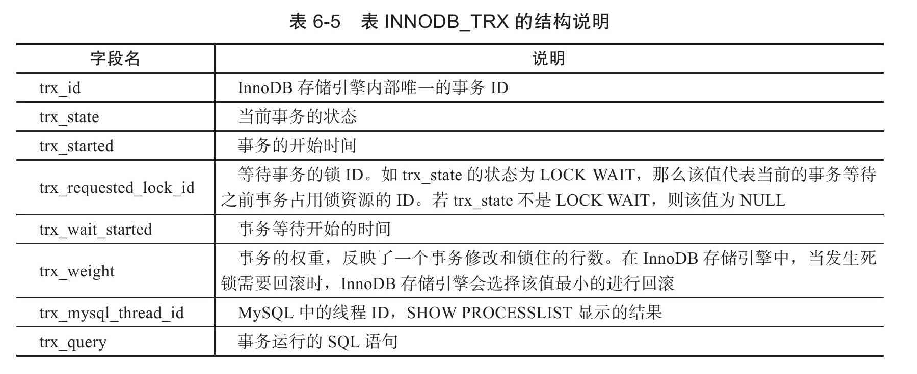 表 6-5 表 INNODB_TRX 的结构说明
字段名 说明
trx_id InnoDB 存储引擎内部唯一的事务 ID
trx_state 当前事务的状态
trx_started 事务的开始时间
trx_requested_lock_id 等待事务的锁 ID。如 trx_state 的状态为 LOCK WAIT，那么该值代表当前的事务等待
之前事务占用锁资源的 ID。若 trx_state 不是 LOCK WAIT，则该值为 NULL
trx_wait_started 事务等待开始的时间
trx_weight 事务的权重，反映了一个事务修改和锁住的行数。在 InnoDB 存储引擎中，当发生死
锁需要回滚时，InnoDB 存储引擎会选择该值最小的进行回滚
trx_mysql_thread_id MySQL 中的线程 ID，SHOW PROCESSLIST 显示的结果
trx_query 事务运行的 SQL 语句